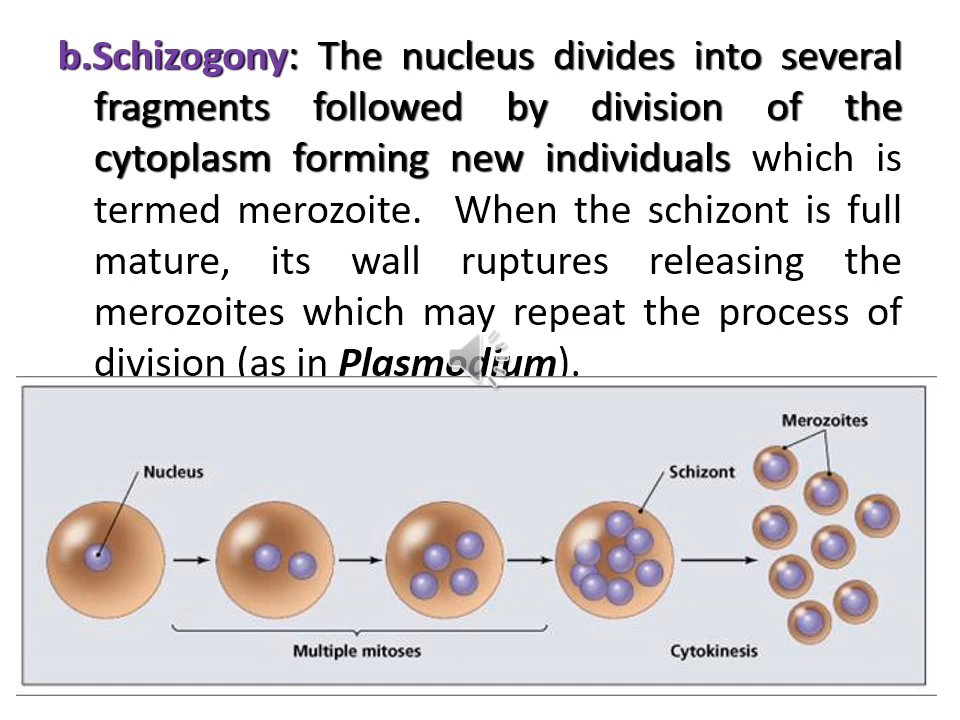 b.Schizogony: The nucleus divides into several
fragments followed by division of the
cytoplasm forming new individuals which is
termed merozoite. When the schizont is full
mature, its wall ruptures releasing the
merozoites which may repeat the process of
division (as in Plasmodium).
Merozoites
Nucleus
Schizont
Multiple mitoses
Cytokinesis